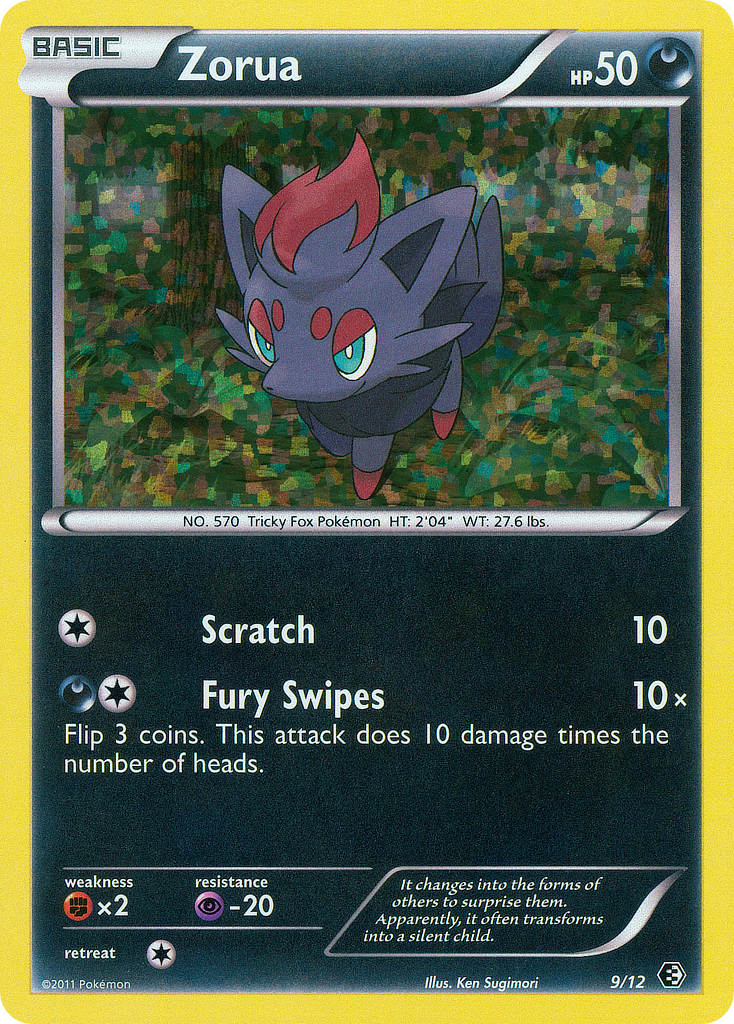 BASIC
Zorua
HP50
NO. 570 Tricky Fox Pokémon HT: 2'04" WT: 27.6 lbs.
Scratch 10
Fury Swipes 10×
Flip 3 coins. This attack does 10 damage times the
number of heads.
weakness
×2
resistance
-20
It changes into the forms of
others to surprise them.
Apparently, it often transforms
into a silent child.
retreat
©2011 Pokémon
Illus. Ken Sugimori
9/12